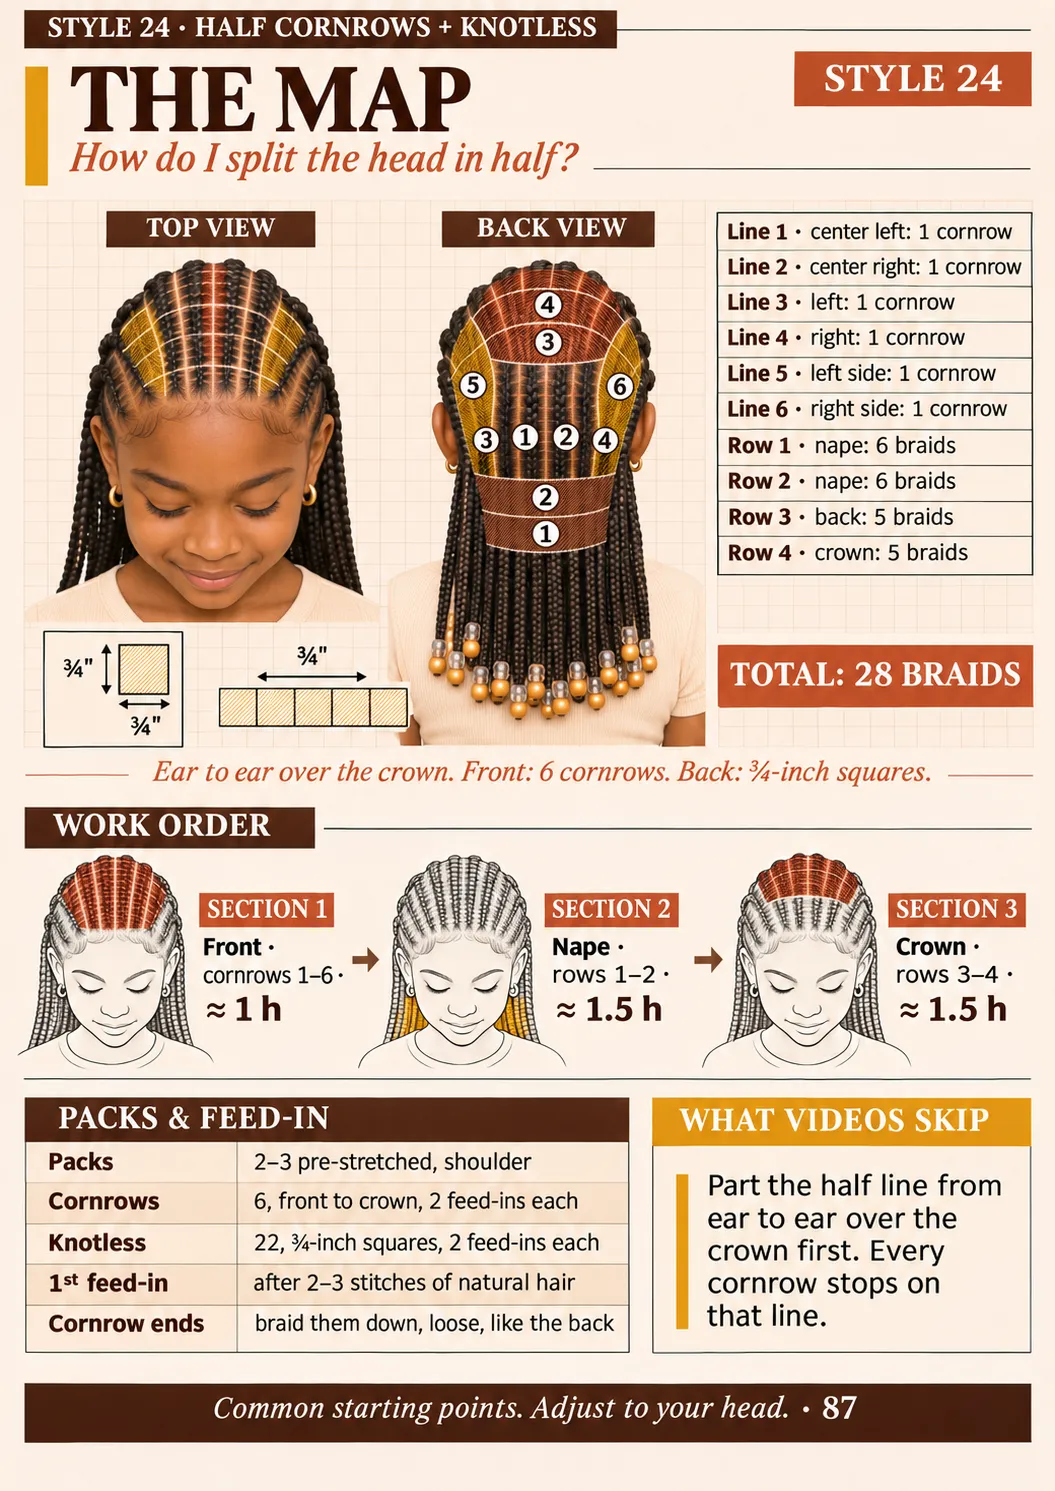 STYLE 24 · HALF CORNROWS + KNOTLESS
THE MAP
STYLE 24
How do I split the head in half?
TOP VIEW
BACK VIEW
4
3
5
6
3
1
2
4
2
1
Line 1 · center left: 1 cornrow
Line 2 · center right: 1 cornrow
Line 3 · left: 1 cornrow
Line 4 · right: 1 cornrow
Line 5 · left side: 1 cornrow
Line 6 · right side: 1 cornrow
Row 1 · nape: 6 braids
Row 2 · nape: 6 braids
Row 3 · back: 5 braids
Row 4 · crown: 5 braids
TOTAL: 28 BRAIDS
¾"
¾"
¾"
Ear to ear over the crown. Front: 6 cornrows. Back: ¾-inch squares.
WORK ORDER
SECTION 1
Front ·
cornrows 1–6 ·
≈ 1 h
SECTION 2
Nape ·
rows 1–2 ·
≈ 1.5 h
SECTION 3
Crown ·
rows 3–4 ·
≈ 1.5 h
PACKS & FEED-IN
Packs 2–3 pre-stretched, shoulder
Cornrows 6, front to crown, 2 feed-ins each
Knotless 22, ¾-inch squares, 2 feed-ins each
1st feed-in after 2–3 stitches of natural hair
Cornrow ends braid them down, loose, like the back
WHAT VIDEOS SKIP
Part the half line from
ear to ear over the
crown first. Every
cornrow stops on
that line.
Common starting points. Adjust to your head. · 87